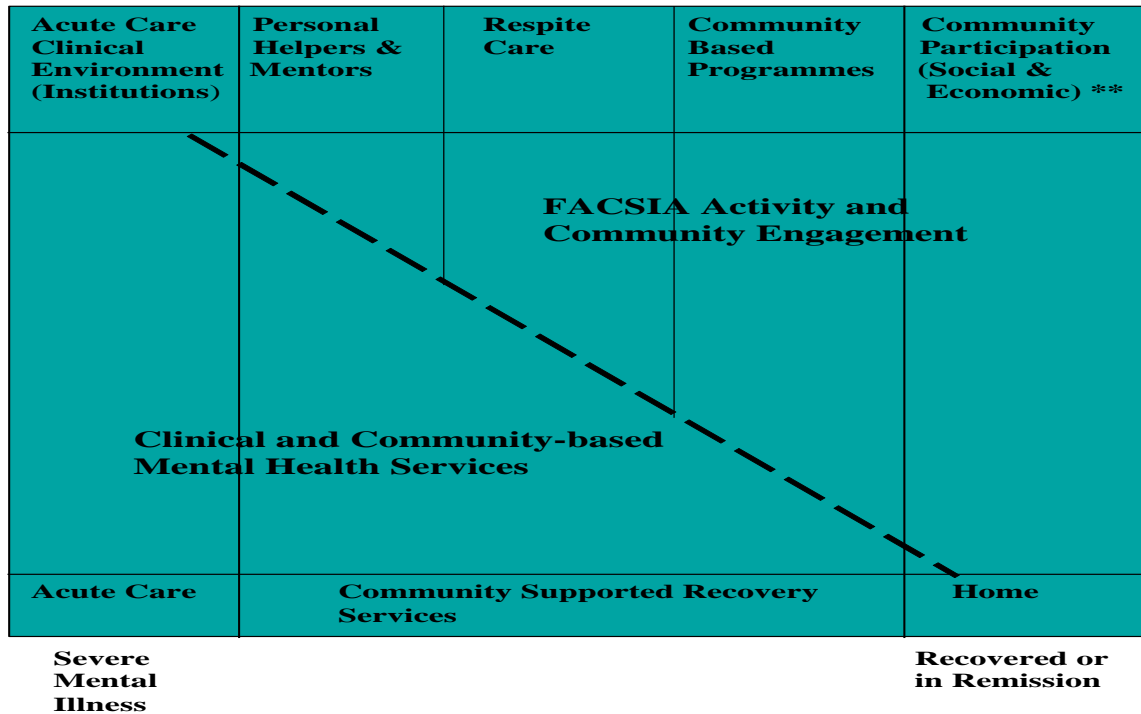 Acute Care
Clinical
Environment
(Institutions)
Personal
Helpers &
Mentors
Respite
Care
Community
Based
Programmes
Community
Participation
(Social &
Economic) **
FACSIA Activity and
Community Engagement
Clinical and Community-based
Mental Health Services
Acute Care
Community Supported Recovery
Services
Home
Severe
Mental
Illness
Recovered or
in Remission